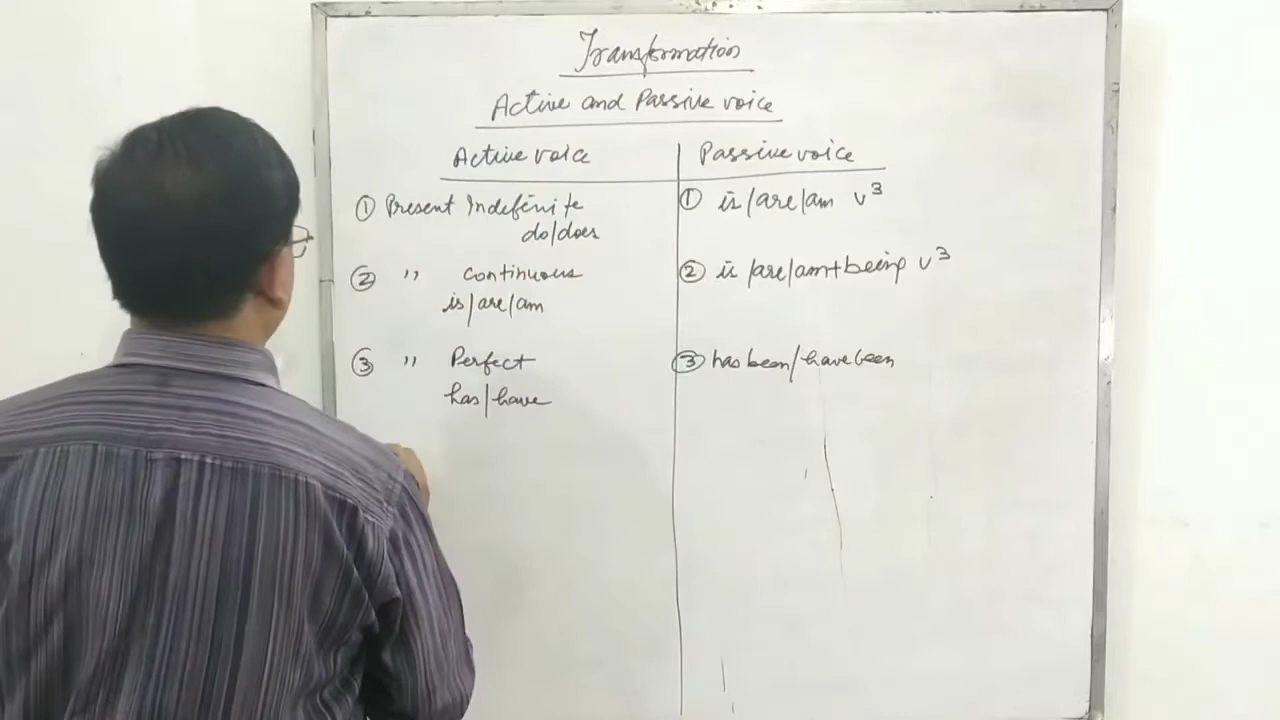 Transformation
Active and Passive voice
Active voice
Passive voice
① Present Indefinite
do/does
① is/are/am v³
② " continuous
is/are/am
② is/are/am+being v³
③ " Perfect
has/have
③ has been/have been